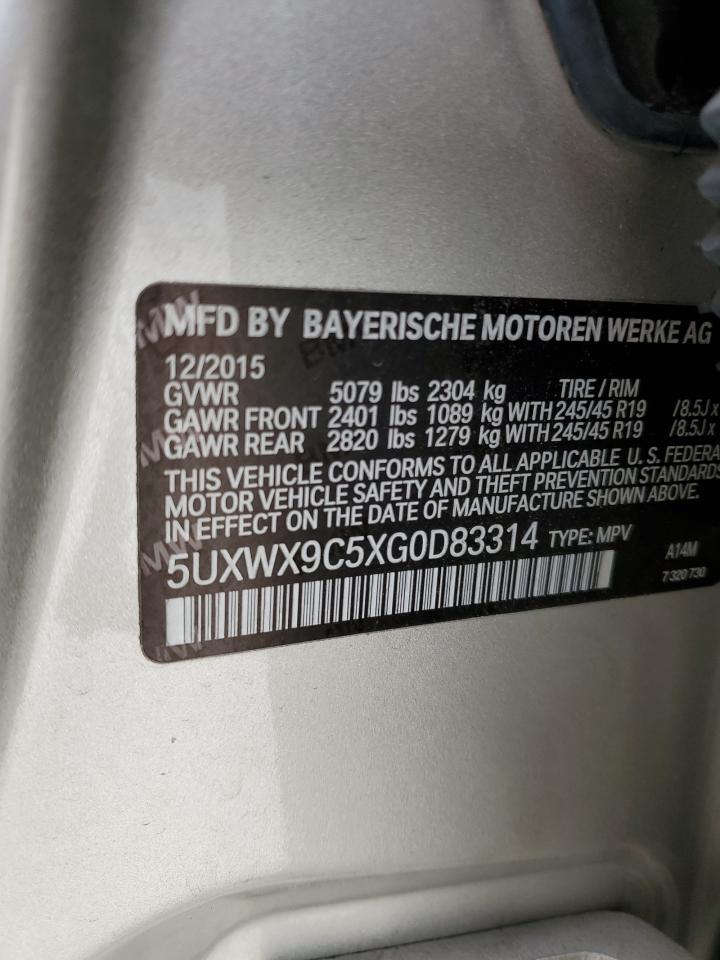 MFD BY BAYERISCHE MOTOREN WERKE AG
12/2015
GVWR 5079 lbs 2304 kg TIRE / RIM
GAWR FRONT 2401 lbs 1089 kg WITH 245/45 R19 /8.5J x
GAWR REAR 2820 lbs 1279 kg WITH 245/45 R19 /8.5J x
THIS VEHICLE CONFORMS TO ALL APPLICABLE U. S. FEDERA
MOTOR VEHICLE SAFETY AND THEFT PREVENTION STANDARDS
IN EFFECT ON THE DATE OF MANUFACTURE SHOWN ABOVE.
5UXWX9C5XG0D83314 TYPE: MPV A14M
7320730